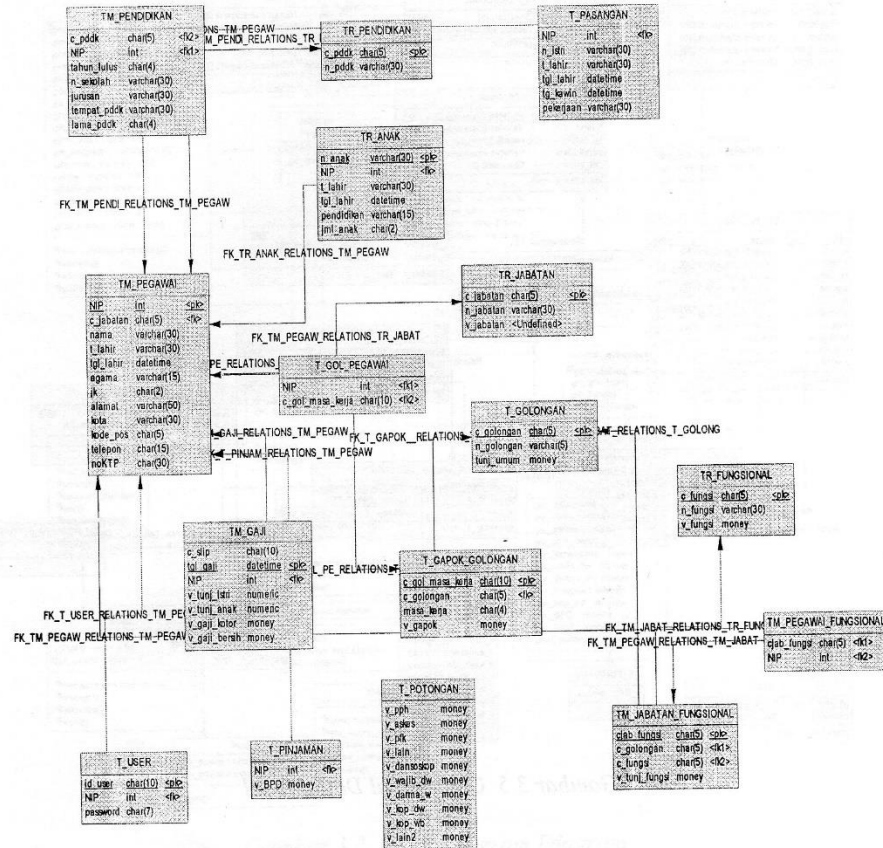 TM_PENDIDIKAN
c_pddk char(5) <fk2>
NIP int <fk1>
tahun_lulus char(4)
n_sekolah varchar(30)
jurusan varchar(30)
tempat_pddk varchar(30)
lama_pddk char(4)
ONS_TM_PEGAW
M_PENDI_RELATIONS_TR_
TR_PENDIDIKAN
c_pddk char(5) <pk>
n_pddk varchar(30)
T_PASANGAN
NIP int <fk>
n_istri varchar(30)
t_lahir varchar(30)
tgl_lahir datetime
tg_kawin datetime
pekerjaan varchar(30)
TR_ANAK
n_anak varchar(30) <pk>
NIP int <fk>
t_lahir varchar(30)
tgl_lahir datetime
pendidikan varchar(15)
jml_anak char(2)
FK_TM_PENDI_RELATIONS_TM_PEGAW
FK_TR_ANAK_RELATIONS_TM_PEGAW
TM_PEGAWAI
NIP int <pk>
c_jabatan char(5) <fk>
nama varchar(30)
t_lahir varchar(30)
tgl_lahir datetime
agama varchar(15)
jk char(2)
alamat varchar(50)
kota varchar(30)
kode_pos char(5)
telepon char(15)
noKTP char(30)
TR_JABATAN
c_jabatan char(5) <pk>
n_jabatan varchar(30)
v_jabatan <Undefined>
FK_TM_PEGAW_RELATIONS_TR_JABAT
PE_RELATIONS_
T_GOL_PEGAWAI
NIP int <fk1>
c_gol_masa_kerja char(10) <fk2>
T_GOLONGAN
c_golongan char(5) <pk>
n_golongan varchar(5)
tunj_umum money
GAJI_RELATIONS_TM_PEGAW
FK_T_GAPOK__RELATIONS_
AT_RELATIONS_T_GOLONG
T_PINJAM_RELATIONS_TM_PEGAW
TR_FUNGSIONAL
c_fungsi char(5) <pk>
n_fungsi varchar(30)
v_fungsi money
TM_GAJI
c_slip char(10)
tgl_gaji datetime <pk>
NIP int <fk>
v_tunj_istri numeric
v_tunj_anak numeric
v_gaji_kotor money
v_gaji_bersih money
L_PE_RELATIONS_T
T_GAPOK_GOLONGAN
c_gol_masa_kerja char(10) <pk>
c_golongan char(5) <fk>
masa_kerja char(4)
v_gapok money
FK_T_USER_RELATIONS_TM_PE
FK_TM_PEGAW_RELATIONS_TM_PEGAW
FK_TM_JABAT_RELATIONS_TR_FUNG
FK_TM_PEGAW_RELATIONS_TM_JABAT
TM_PEGAWAI_FUNGSIONAL
cjab_fungsi char(5) <fk1>
NIP int <fk2>
T_POTONGAN
v_pph money
v_askes money
v_pfk money
v_lain money
v_dansoskop money
v_wajib_dw money
v_darma_w money
v_kop_dw money
v_kop_wb money
v_lain2 money
TM_JABATAN_FUNGSIONAL
cjab_fungsi char(5) <pk>
c_golongan char(5) <fk1>
c_fungsi char(5) <fk2>
v_tunj_fungsi money
T_USER
id_user char(10) <pk>
NIP int <fk>
password char(7)
T_PINJAMAN
NIP int <fk>
v_BPD money